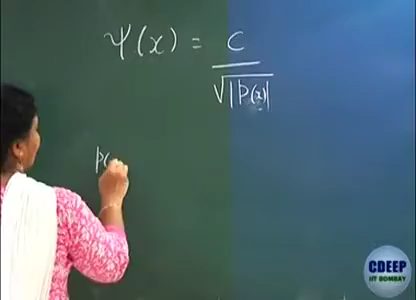 Ψ(x) = C / √|p(x)|
p(
CDEEP
IIT BOMBAY